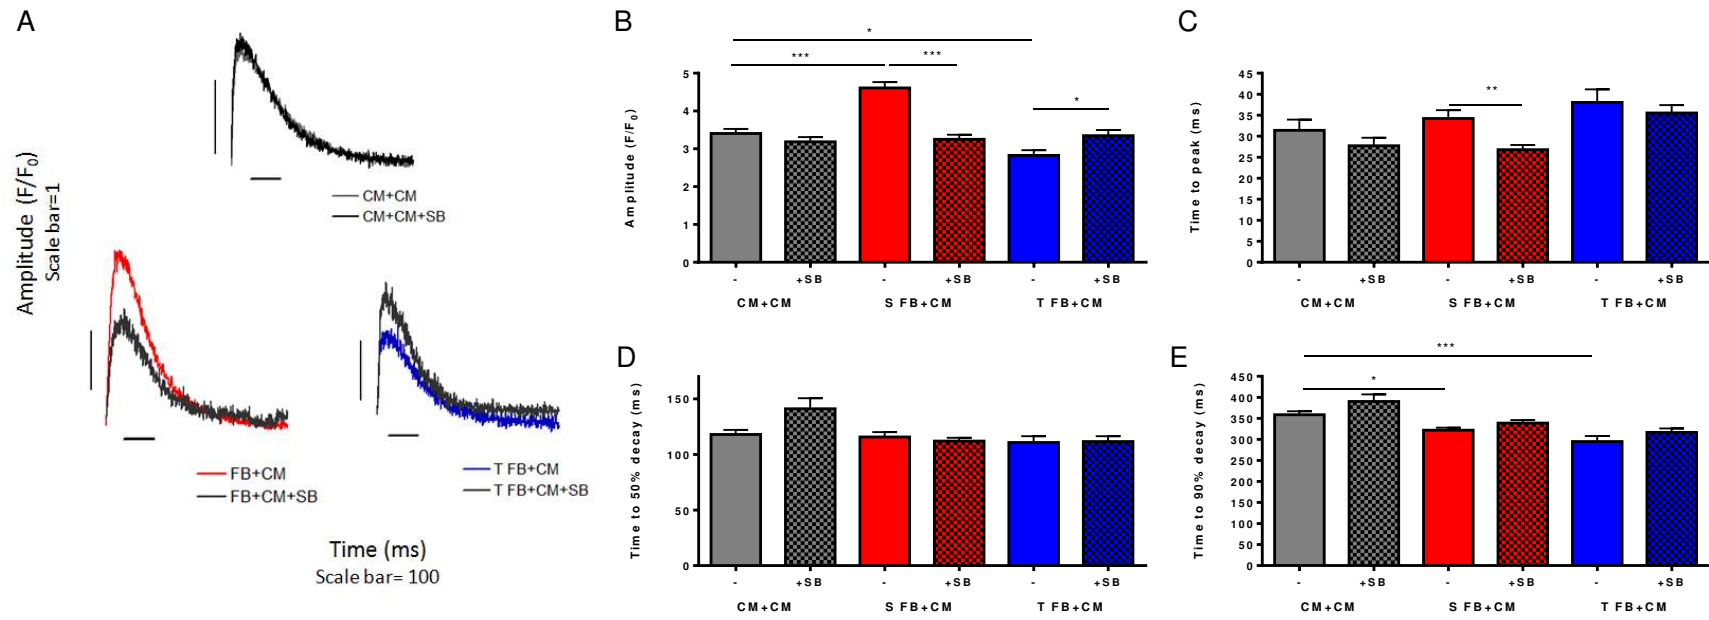 A
Amplitude (F/F0)
Scale bar=1
CM+CM
CM+CM+SB
FB+CM
FB+CM+SB
T FB+CM
T FB+CM+SB
Time (ms)
Scale bar= 100
B
*
*** ***
*
Amplitude (F/F0)
5
4
3
2
1
0
- +SB - +SB - +SB
CM+CM S FB+CM T FB+CM
C
**
Time to peak (ms)
45
40
35
30
25
20
15
10
5
0
- +SB - +SB - +SB
CM+CM S FB+CM T FB+CM
D
Time to 50% decay (ms)
150
100
50
0
- +SB - +SB - +SB
CM+CM S FB+CM T FB+CM
E
***
*
Time to 90% decay (ms)
450
400
350
300
250
200
150
100
50
0
- +SB - +SB - +SB
CM+CM S FB+CM T FB+CM